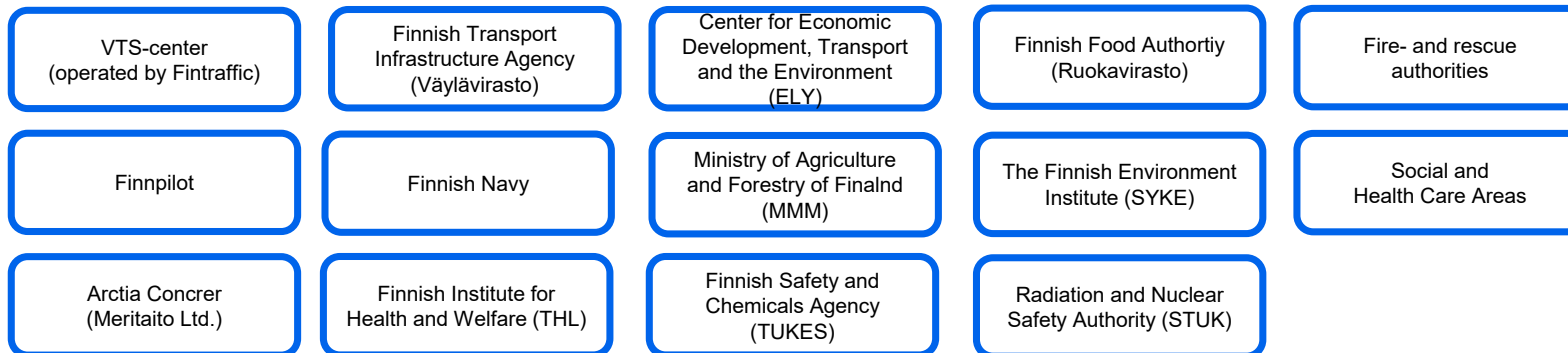 VTS-center
(operated by Fintraffic)
Finnish Transport
Infrastructure Agency
(Väylävirasto)
Center for Economic
Development, Transport
and the Environment
(ELY)
Finnish Food Authortiy
(Ruokavirasto)
Fire- and rescue
authorities
Finnpilot
Finnish Navy
Ministry of Agriculture
and Forestry of Finalnd
(MMM)
The Finnish Environment
Institute (SYKE)
Social and
Health Care Areas
Arctia Concrer
(Meritaito Ltd.)
Finnish Institute for
Health and Welfare (THL)
Finnish Safety and
Chemicals Agency
(TUKES)
Radiation and Nuclear
Safety Authority (STUK)